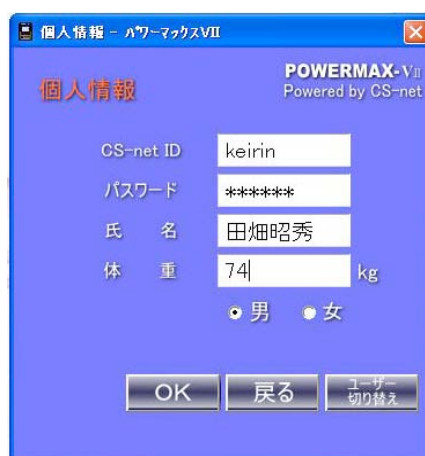 個人情報 - パワーマックスVII
POWERMAX-VII
Powered by CS-net
個人情報
CS-net ID keirin
パスワード ******
氏 名 田畑昭秀
体 重 74 kg
男 女
OK 戻る ユーザー切り替え